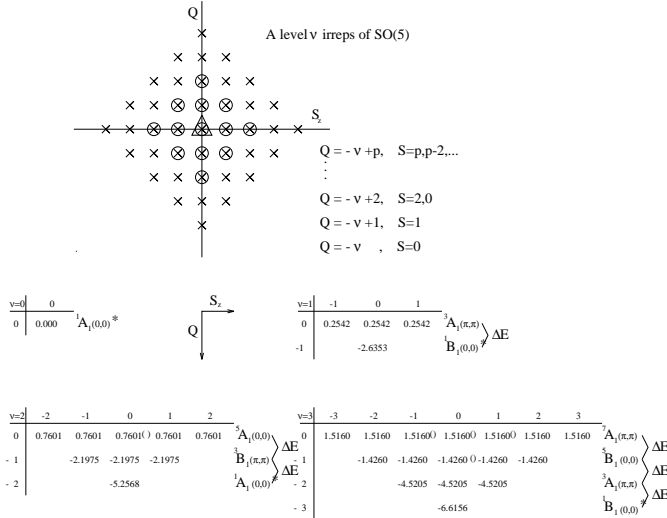 Q
A level ν irreps of SO(5)
S_z
Q = - ν +p, S=p,p-2,...
Q = - ν +2, S=2,0
Q = - ν +1, S=1
Q = - ν , S=0
ν=0 0
0 0.000 ¹A₁(0,0)*
S_z
Q
ν=1 -1 0 1
0 0.2542 0.2542 0.2542 ³A₁(π,π)
ΔE
-1 -2.6353 ¹B₁(0,0)*
ν=2 -2 -1 0 1 2
0 0.7601 0.7601 0.7601() 0.7601 0.7601 ⁵A₁(0,0)
ΔE
- 1 -2.1975 -2.1975 -2.1975 ³B₁(π,π)
ΔE
- 2 -5.2568 ¹A₁(0,0)*
ν=3 -3 -2 -1 0 1 2 3
0 1.5160 1.5160 1.5160() 1.5160() 1.5160() 1.5160 1.5160 ⁷A₁(π,π)
ΔE
- 1 -1.4260 -1.4260 -1.4260() -1.4260 -1.4260 ⁵B₁(0,0)
ΔE
- 2 -4.5205 -4.5205 -4.5205 ³A₁(π,π)
ΔE
- 3 -6.6156 ¹B₁(0,0)*